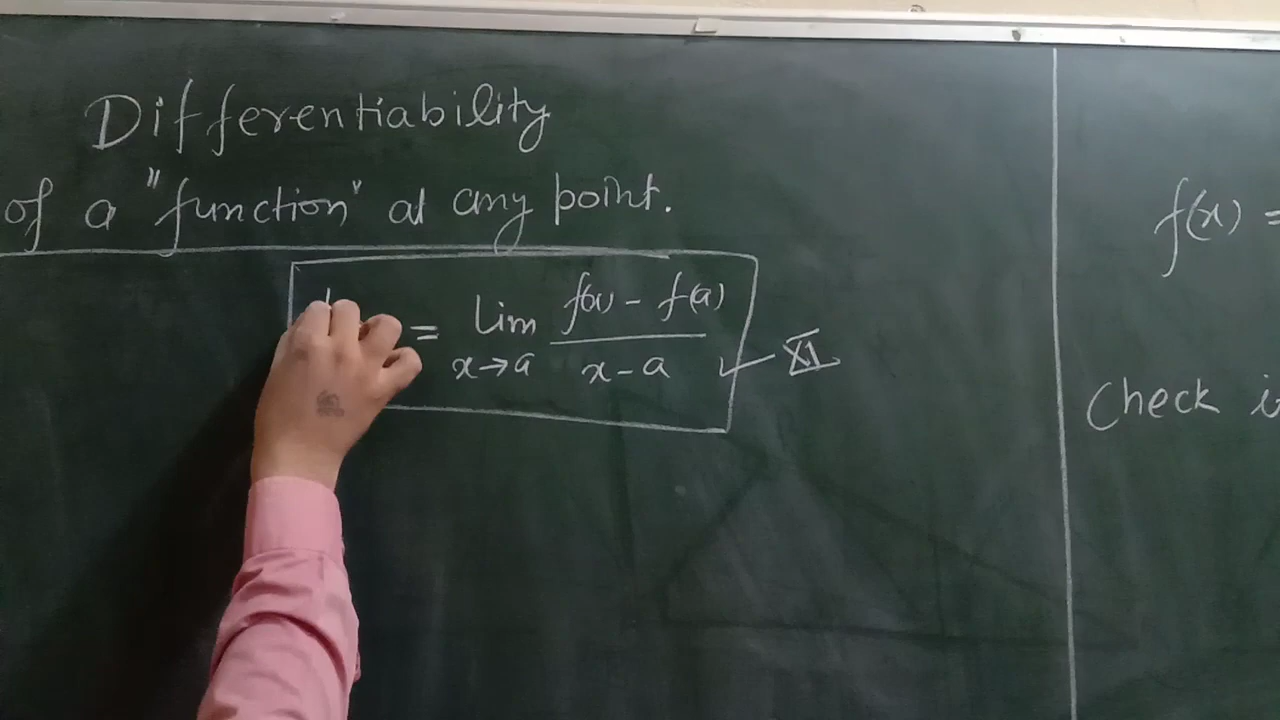 Differentiability
of a "function" at any point.
= lim f(x) - f(a)
x→a x-a
XI
f(x) =
Check